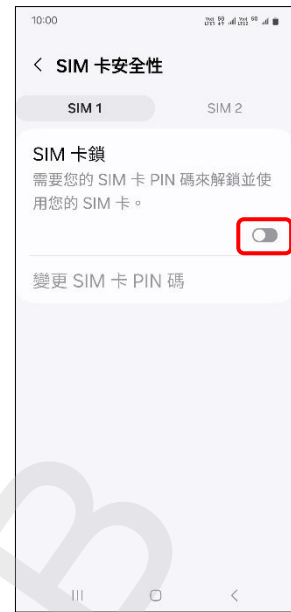 10:00
SIM 卡安全性
SIM 1 SIM 2
SIM 卡鎖
需要您的 SIM 卡 PIN 碼來解鎖並使
用您的 SIM 卡。
變更 SIM 卡 PIN 碼